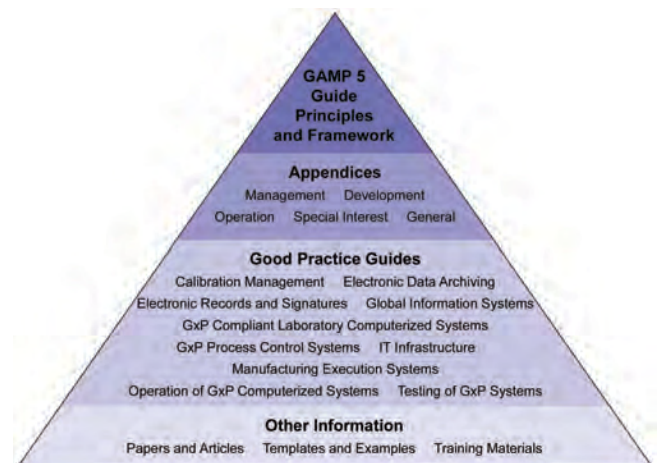 GAMP 5
Guide
Principles
and Framework
Appendices
Management Development
Operation Special Interest General
Good Practice Guides
Calibration Management Electronic Data Archiving
Electronic Records and Signatures Global Information Systems
GxP Compliant Laboratory Computerized Systems
GxP Process Control Systems IT Infrastructure
Manufacturing Execution Systems
Operation of GxP Computerized Systems Testing of GxP Systems
Other Information
Papers and Articles Templates and Examples Training Materials